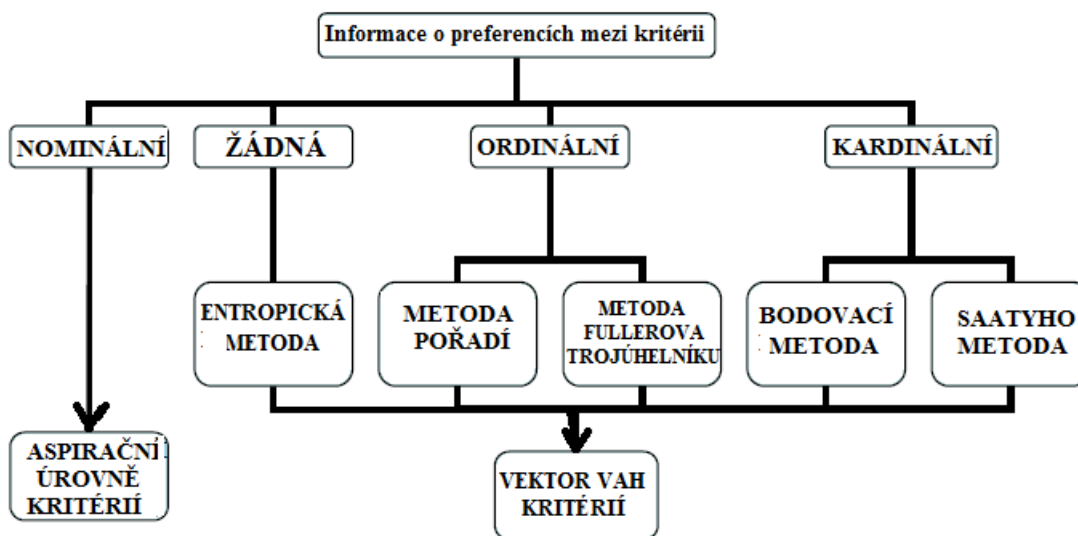 Informace o preferencích mezi kritérii
NOMINÁLNÍ
ŽÁDNÁ
ORDINÁLNÍ
KARDINÁLNÍ
ENTROPICKÁ
METODA
METODA
POŘADÍ
METODA
FULLEROVA
TROJÚHELNÍKU
BODOVACÍ
METODA
SAATYHO
METODA
ASPIRAČNÍ
ÚROVNĚ
KRITÉRIÍ
VEKTOR VAH
KRITÉRIÍ